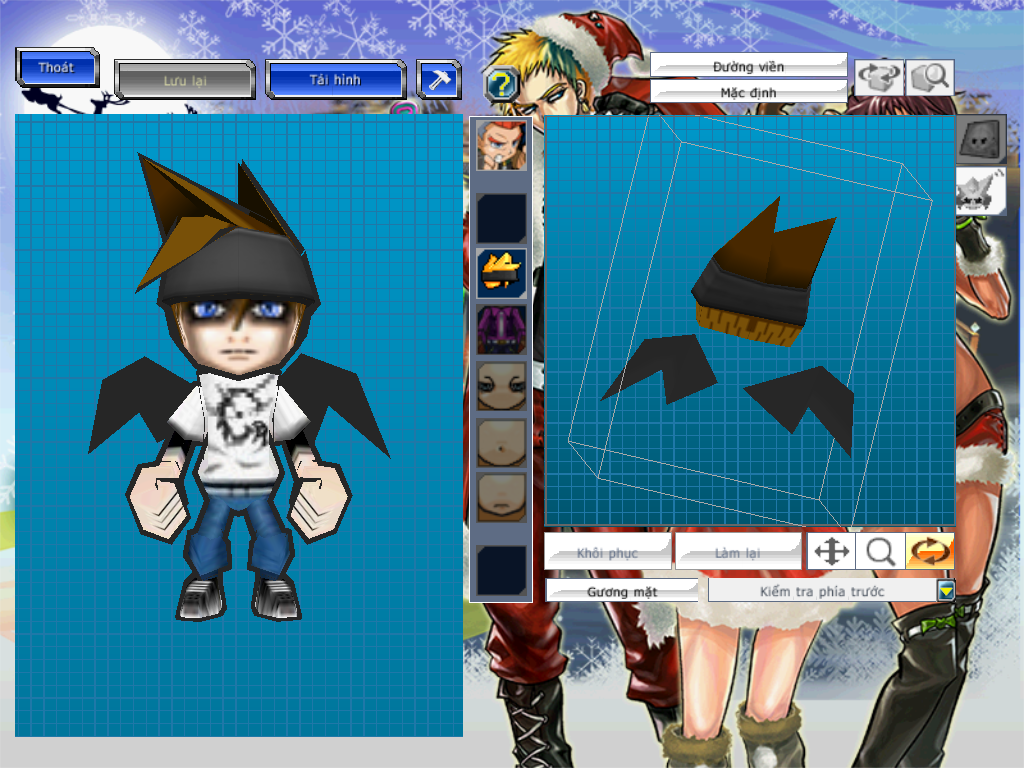 Thoát
Lưu lại
Tải hình
Đường viền
Mặc định
Khôi phục
Làm lại
Gương mặt
Kiểm tra phía trước